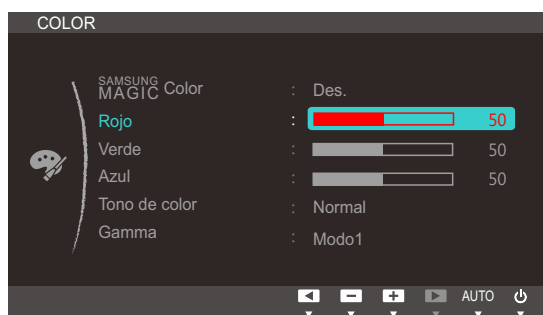 COLOR
SAMSUNG MAGIC Color : Des.
Rojo : 50
Verde : 50
Azul : 50
Tono de color : Normal
Gamma : Modo1
AUTO